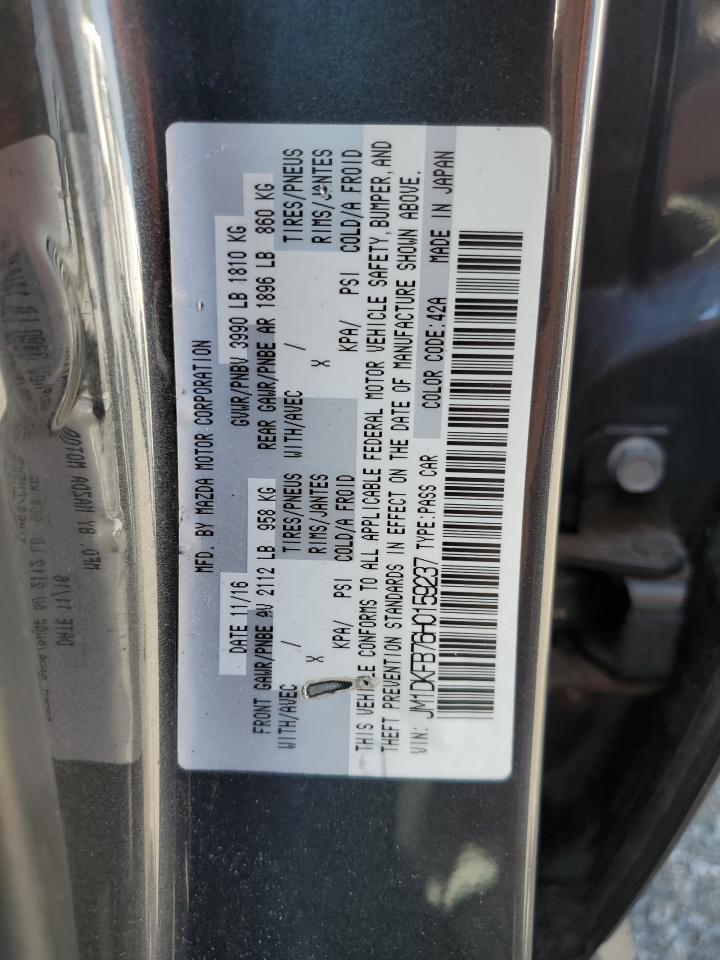 MFD. BY MAZDA MOTOR CORPORATION
DATE 11/16 GVWR/PNBV 3990 LB 1810 KG
FRONT GAWR/PNBE AV 2112 LB 958 KG REAR GAWR/PNBE AR 1896 LB 860 KG
WITH/AVEC / TIRES/PNEUS WITH/AVEC / TIRES/PNEUS
X RIMS/JANTES X RIMS/JANTES
KPA/ PSI COLD/A FROID KPA/ PSI COLD/A FROID
THIS VEHICLE CONFORMS TO ALL APPLICABLE FEDERAL MOTOR VEHICLE SAFETY, BUMPER, AND
THEFT PREVENTION STANDARDS IN EFFECT ON THE DATE OF MANUFACTURE SHOWN ABOVE.
VIN: JM1DKFB76H0159237 TYPE:PASS CAR COLOR CODE:42A MADE IN JAPAN